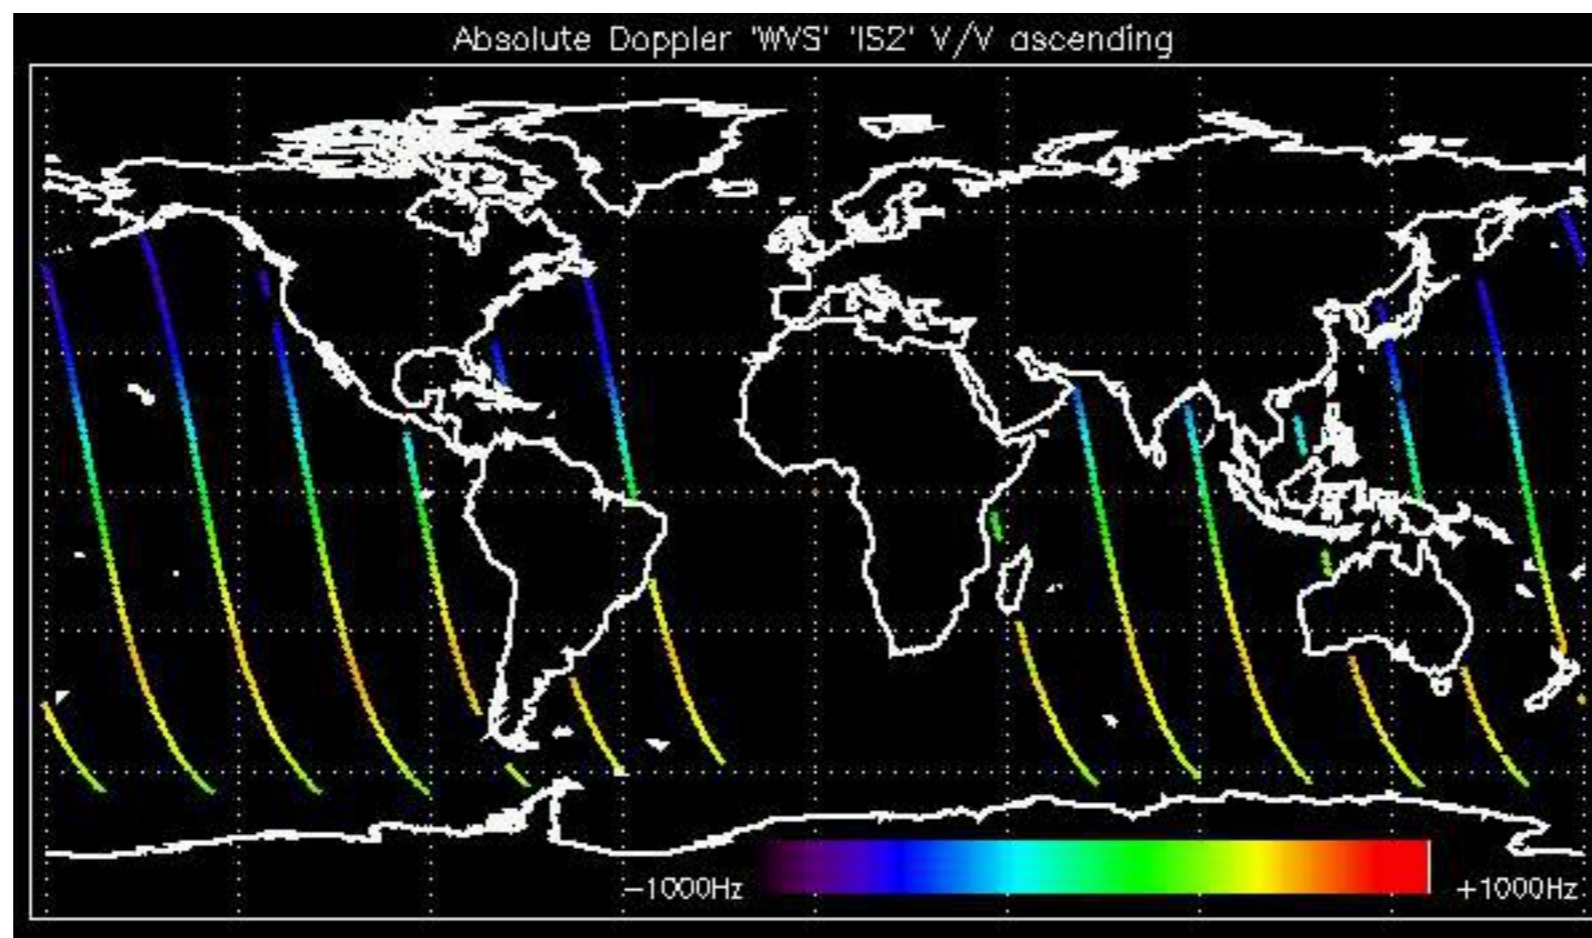 Absolute Doppler 'WVS' 'IS2' V/V ascending
-1000Hz +1000Hz